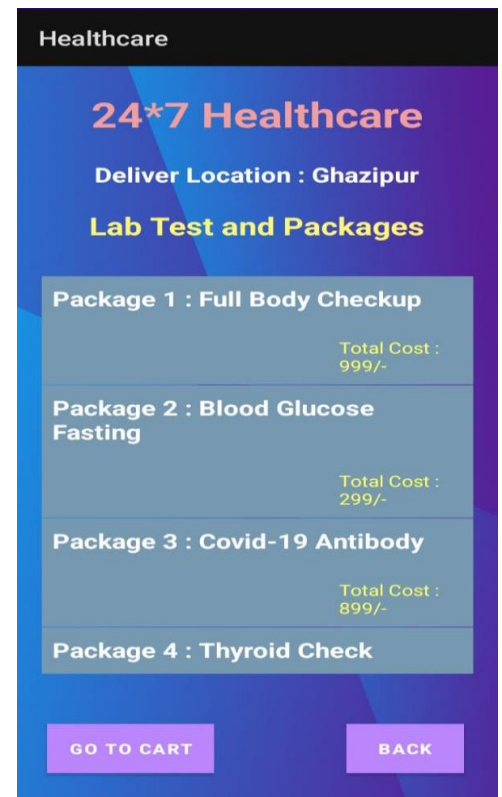 Healthcare
24*7 Healthcare
Deliver Location : Ghazipur
Lab Test and Packages
Package 1 : Full Body Checkup
Total Cost :
999/-
Package 2 : Blood Glucose
Fasting
Total Cost :
299/-
Package 3 : Covid-19 Antibody
Total Cost :
899/-
Package 4 : Thyroid Check
GO TO CART
BACK